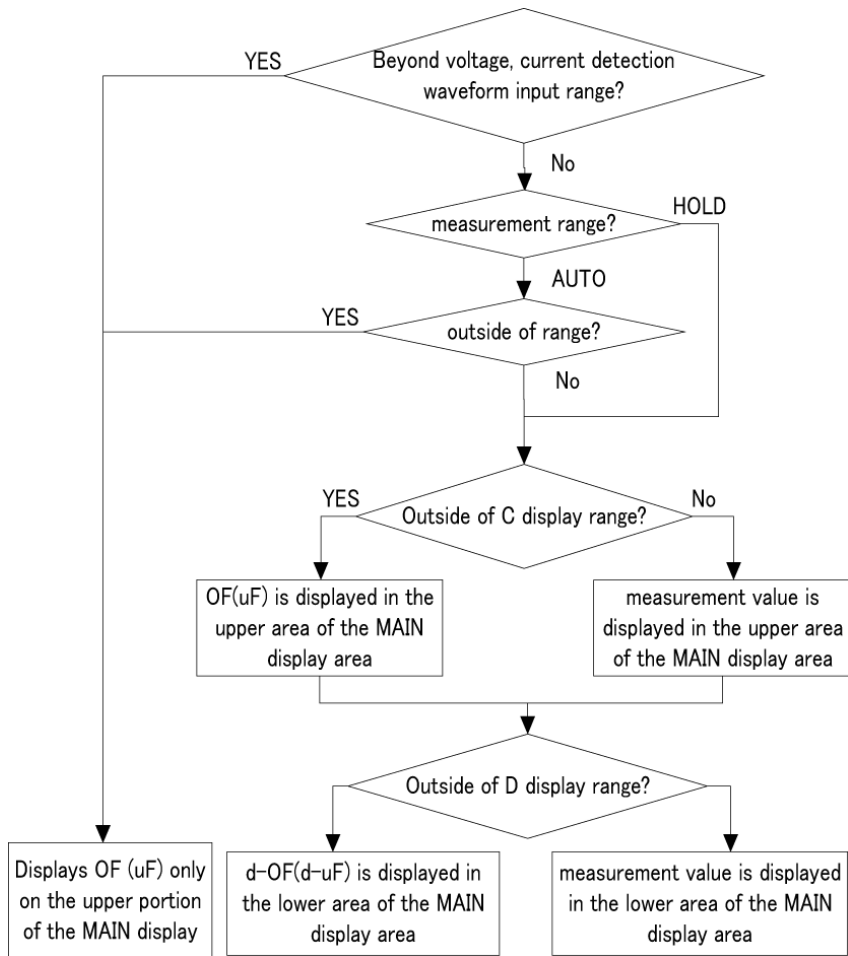 YES
Beyond voltage, current detection
waveform input range?
No
measurement range?
HOLD
AUTO
YES
outside of range?
No
YES
Outside of C display range?
No
OF(uF) is displayed in the
upper area of the MAIN
display area
measurement value is
displayed in the upper area
of the MAIN display area
Outside of D display range?
Displays OF (uF) only
on the upper portion
of the MAIN display
d-OF(d-uF) is displayed in
the lower area of the MAIN
display area
measurement value is displayed
in the lower area of the MAIN
display area